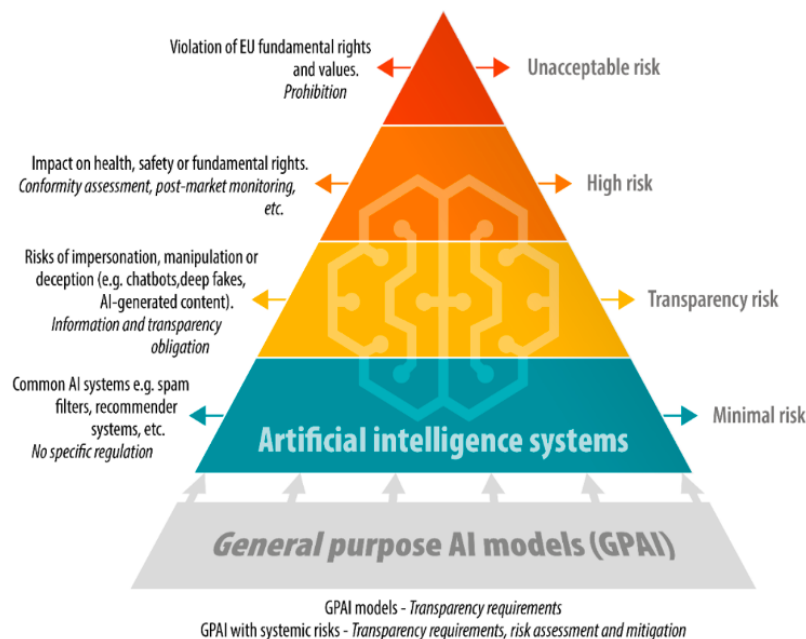 Violation of EU fundamental rights
and values.
Prohibition
Unacceptable risk
Impact on health, safety or fundamental rights.
Conformity assessment, post-market monitoring,
etc.
High risk
Risks of impersonation, manipulation or
deception (e.g. chatbots,deep fakes,
AI-generated content).
Information and transparency
obligation
Transparency risk
Common AI systems e.g. spam
filters, recommender
systems, etc.
No specific regulation
Minimal risk
Artificial intelligence systems
General purpose AI models (GPAI)
GPAI models - Transparency requirements
GPAI with systemic risks - Transparency requirements, risk assessment and mitigation